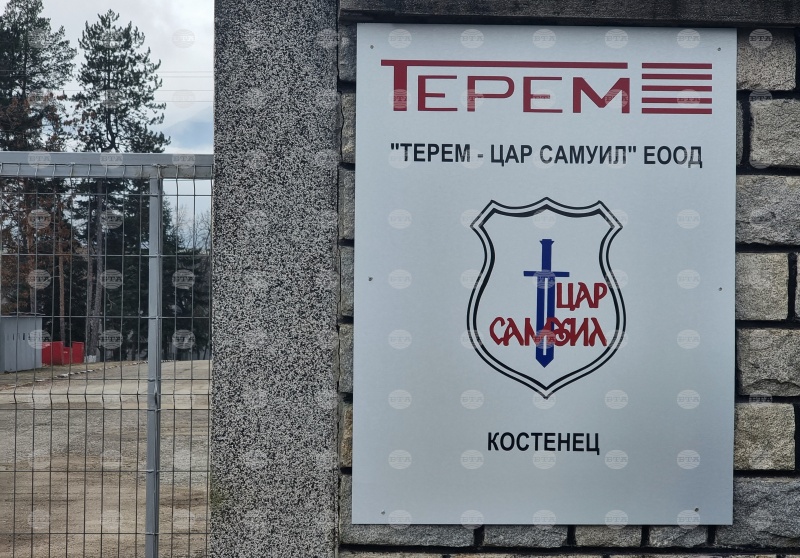 ТЕРЕМ
"ТЕРЕМ - ЦАР САМУИЛ" ЕООД
ЦАР
САМУИЛ
КОСТЕНЕЦ